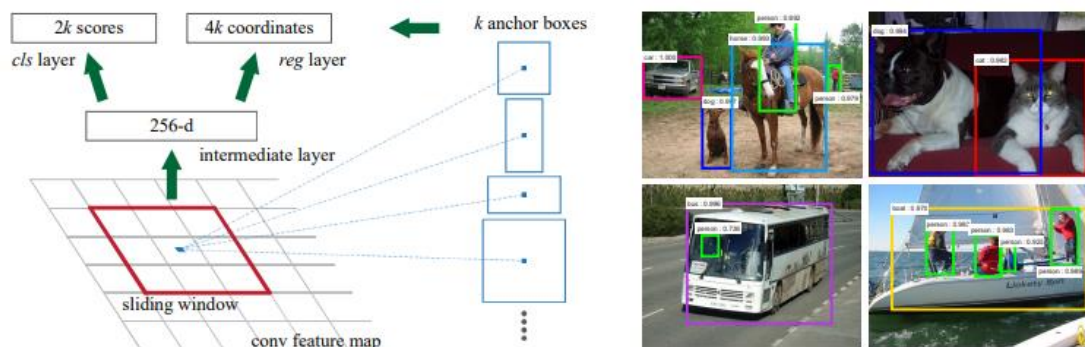 2k scores
4k coordinates
k anchor boxes
cls layer
reg layer
256-d
intermediate layer
sliding window
conv feature map
person : 0.992
horse : 0.993
car : 1.000
dog : 0.997
person : 0.979
dog : 0.994
cat : 0.982
bus : 0.996
person : 0.736
boat : 0.970
person : 0.983
person : 0.925
person : 0.989